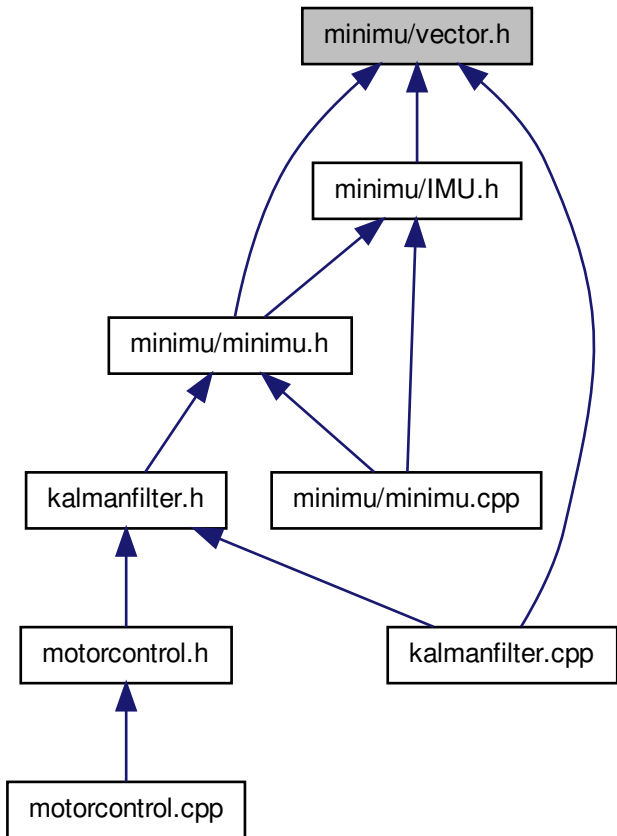 minimu/vector.h
minimu/IMU.h
minimu/minimu.h
kalmanfilter.h
minimu/minimu.cpp
motorcontrol.h
kalmanfilter.cpp
motorcontrol.cpp